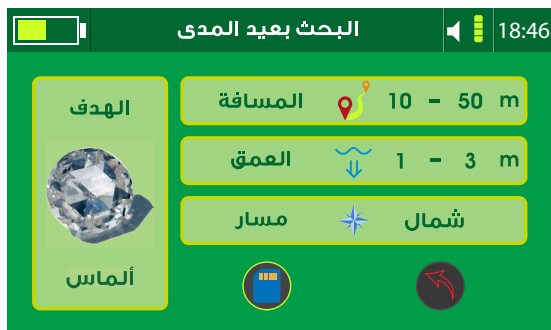 البحث بعيد المدى
18:46
الهدف
ألماس
المسافة 10 - 50 m
العمق 1 - 3 m
مسار شمال